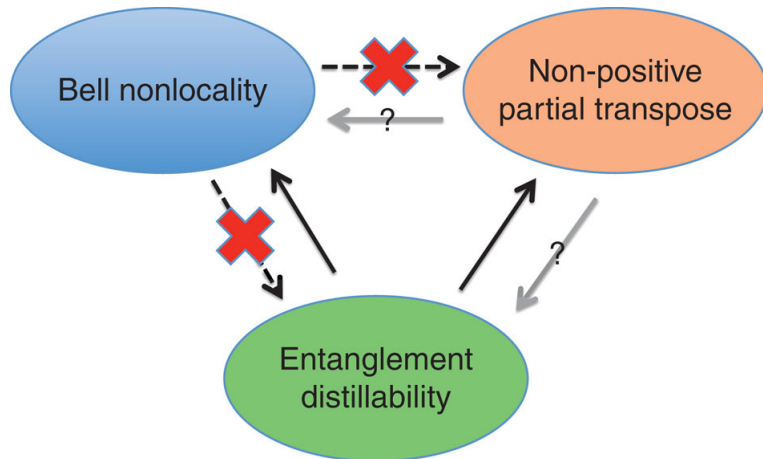 Bell nonlocality
Non-positive
partial transpose
?
?
Entanglement
distillability